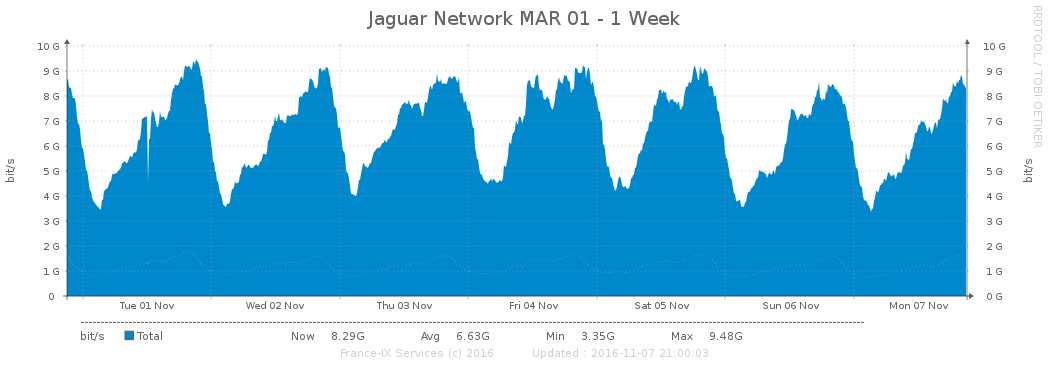 Jaguar Network MAR 01 - 1 Week
RRDTOOL / TOBI OETIKER
bit/s
10 G
9 G
8 G
7 G
6 G
5 G
4 G
3 G
2 G
1 G
0
10 G
9 G
8 G
7 G
6 G
5 G
4 G
3 G
2 G
1 G
0 G
bit/s
Tue 01 Nov Wed 02 Nov Thu 03 Nov Fri 04 Nov Sat 05 Nov Sun 06 Nov Mon 07 Nov
bit/s Total Now 8.29G Avg 6.63G Min 3.35G Max 9.48G
France-IX Services (c) 2016 Updated : 2016-11-07 21:00:03